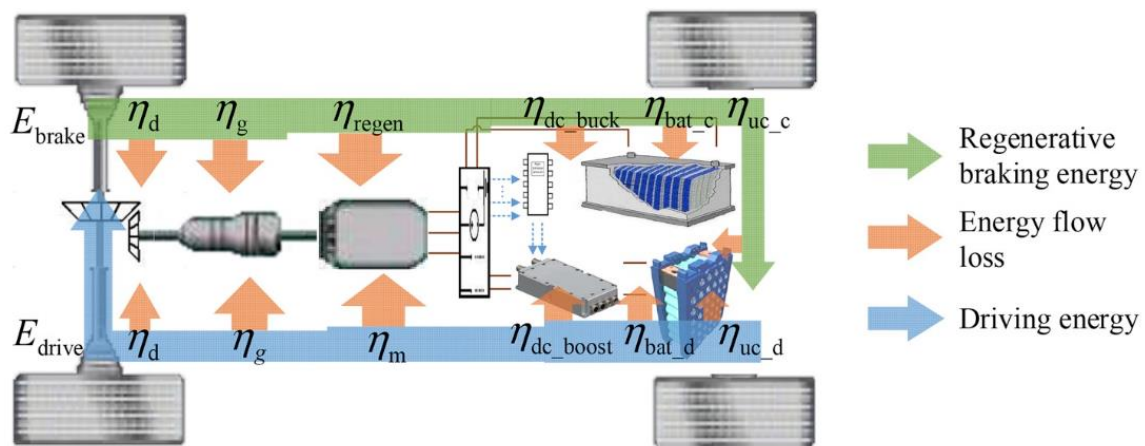 E_brake η_d η_g η_regen η_dc_buck η_bat_c η_uc_c
E_drive η_d η_g η_m η_dc_boost η_bat_d η_uc_d
Regenerative
braking energy
Energy flow
loss
Driving energy